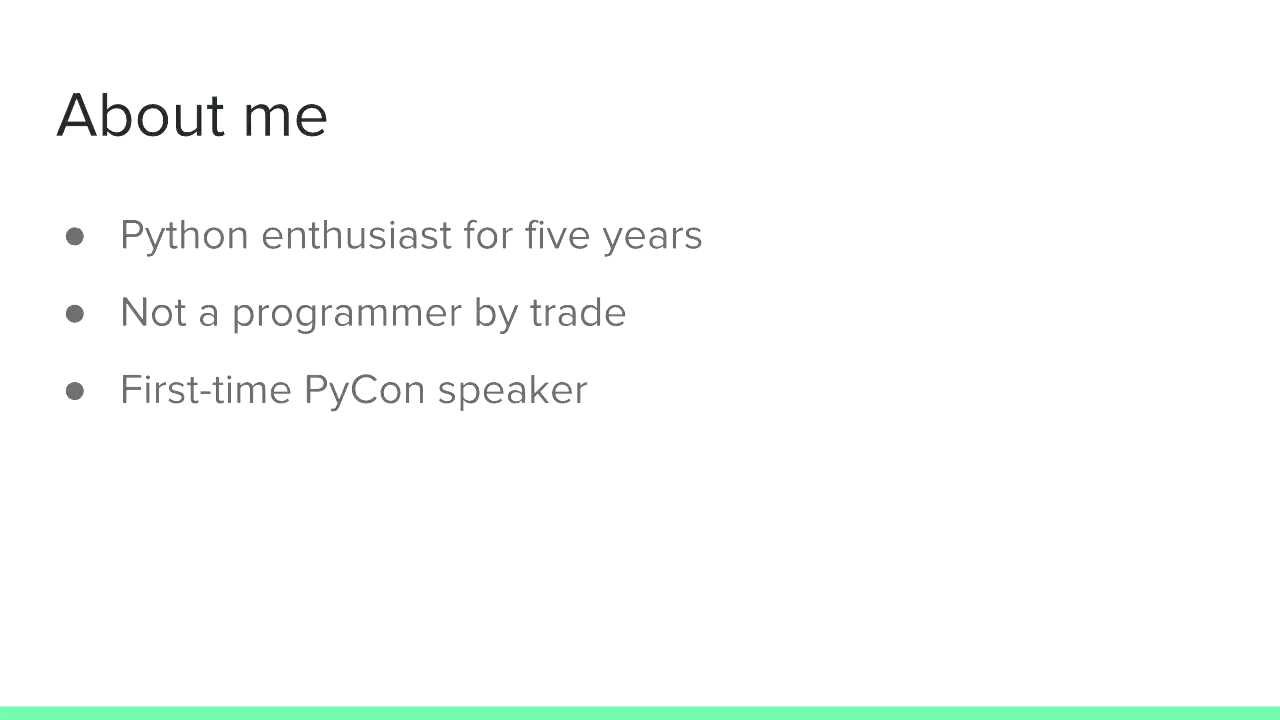 About me
● Python enthusiast for five years
● Not a programmer by trade
● First-time PyCon speaker